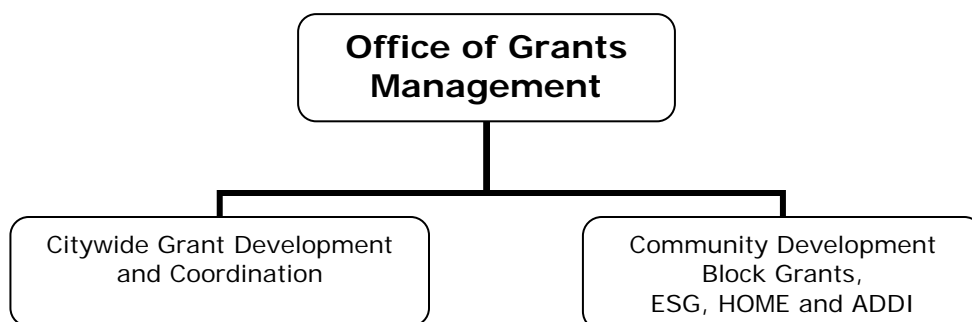 Office of Grants
Management
Citywide Grant Development
and Coordination
Community Development
Block Grants,
ESG, HOME and ADDI